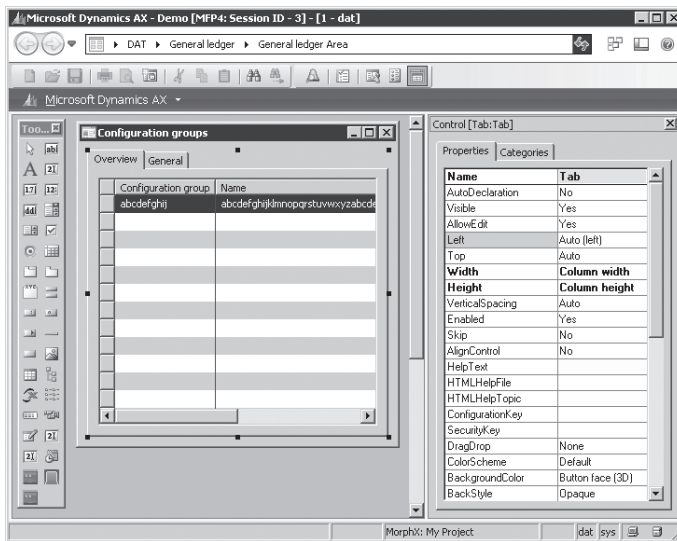 Microsoft Dynamics AX - Demo [MFP4: Session ID - 3] - [1 - dat]
DAT General ledger General ledger Area
Microsoft Dynamics AX
Too...
Configuration groups
Overview General
Configuration group Name
abcdefghij abcdefghijklmnopqrstuvwxyzabcde
Control [Tab:Tab]
Properties Categories
Name Tab
AutoDeclaration No
Visible Yes
AllowEdit Yes
Left Auto (left)
Top Auto
Width Column width
Height Column height
VerticalSpacing Auto
Enabled Yes
Skip No
AlignControl No
HelpText
HTMLHelpFile
HTMLHelpTopic
ConfigurationKey
SecurityKey
DragDrop None
ColorScheme Default
BackgroundColor Button face (3D)
BackStyle Opaque
MorphX: My Project dat sys